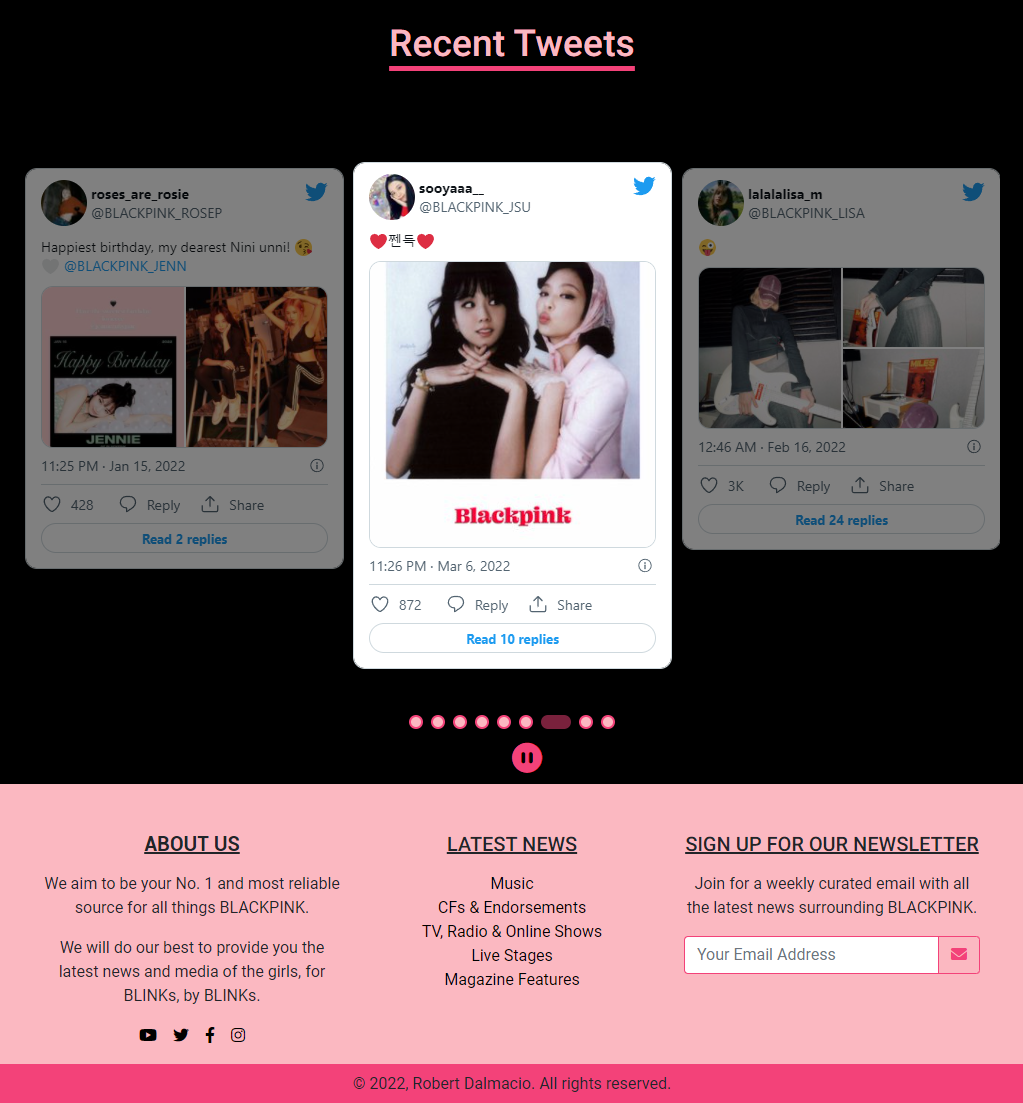 Recent Tweets
roses_are_rosie
@BLACKPINK_ROSEP
Happiest birthday, my dearest Nini unni! 😘
🤍 @BLACKPINK_JENN
Happy Birthday
JENNIE
11:25 PM · Jan 15, 2022
428 Reply Share
Read 2 replies
sooyaaa__
@BLACKPINK_JSU
❤️쩬득❤️
Blackpink
11:26 PM · Mar 6, 2022
872 Reply Share
Read 10 replies
lalalalisa_m
@BLACKPINK_LISA
😜
12:46 AM · Feb 16, 2022
3K Reply Share
Read 24 replies
ABOUT US
We aim to be your No. 1 and most reliable
source for all things BLACKPINK.
We will do our best to provide you the
latest news and media of the girls, for
BLINKs, by BLINKs.
LATEST NEWS
Music
CFs & Endorsements
TV, Radio & Online Shows
Live Stages
Magazine Features
SIGN UP FOR OUR NEWSLETTER
Join for a weekly curated email with all
the latest news surrounding BLACKPINK.
Your Email Address
© 2022, Robert Dalmacio. All rights reserved.